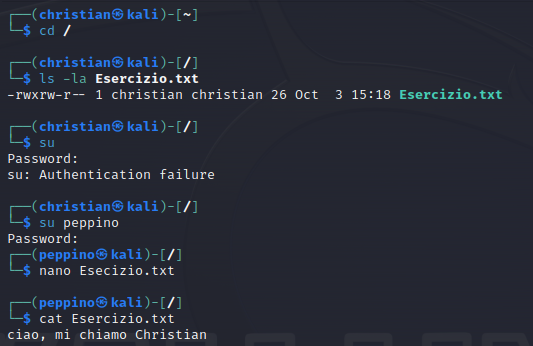 ┌──(christian㉿kali)-[~]
└─$ cd /
┌──(christian㉿kali)-[/]
└─$ ls -la Esercizio.txt
-rwxrw-r-- 1 christian christian 26 Oct  3 15:18 Esercizio.txt
┌──(christian㉿kali)-[/]
└─$ su
Password:
su: Authentication failure
┌──(christian㉿kali)-[/]
└─$ su peppino
Password:
┌──(peppino㉿kali)-[/]
└─$ nano Esecizio.txt
┌──(peppino㉿kali)-[/]
└─$ cat Esercizio.txt
ciao, mi chiamo Christian